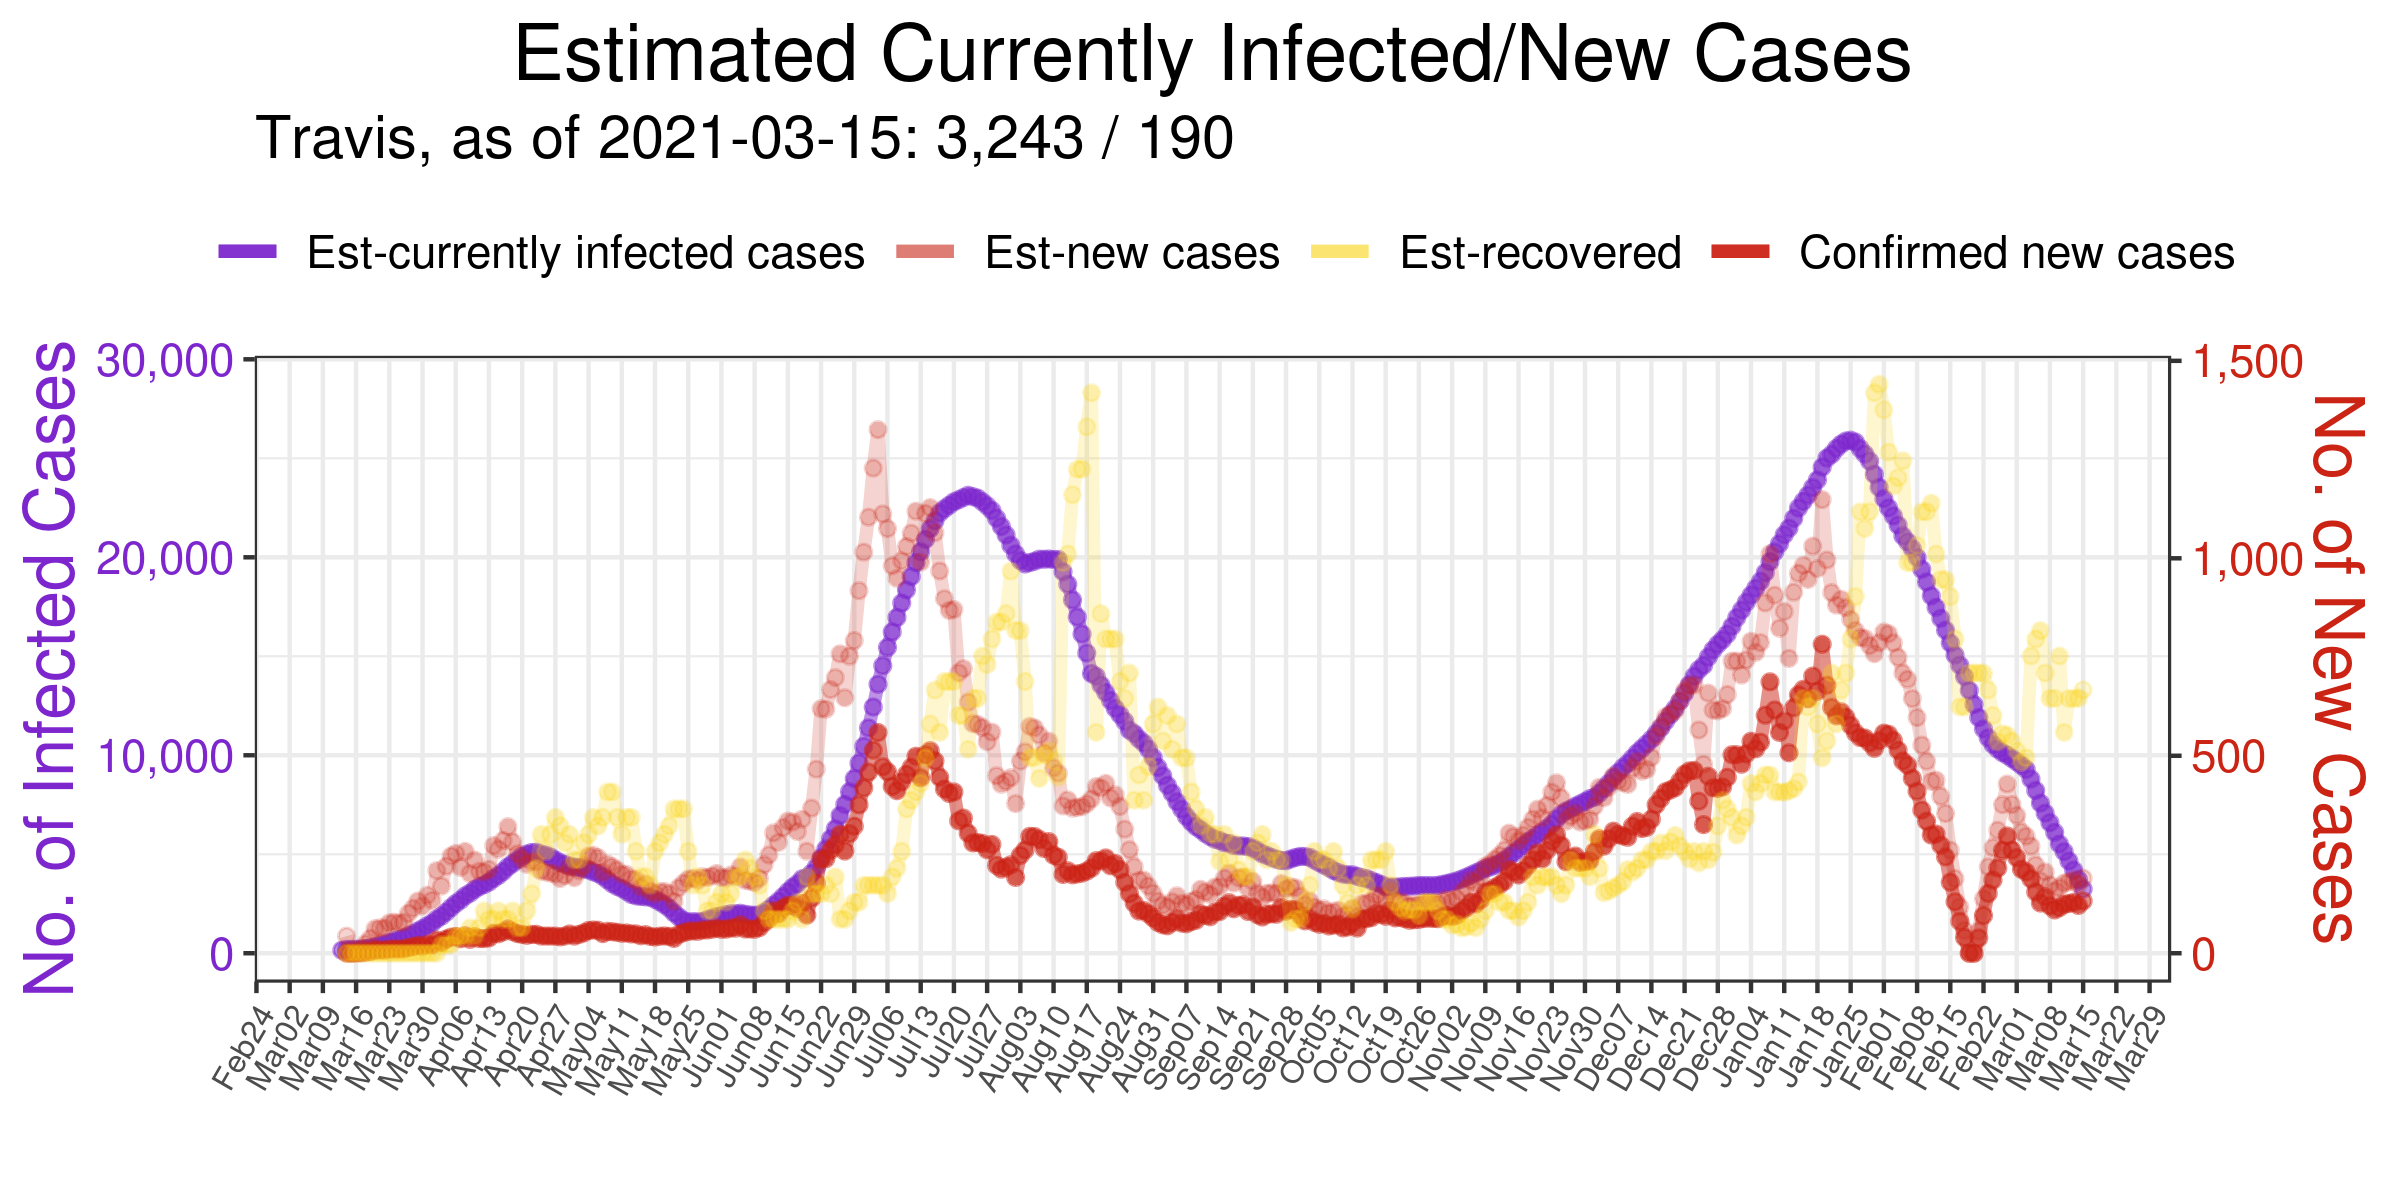 Estimated Currently Infected/New Cases
Travis, as of 2021-03-15: 3,243 / 190
Est-currently infected cases Est-new cases Est-recovered Confirmed new cases
No. of Infected Cases
30,000
20,000
10,000
0
1,500
1,000
500
0
No. of New Cases
Feb24 Mar02 Mar09 Mar16 Mar23 Mar30 Apr06 Apr13 Apr20 Apr27 May04 May11 May18 May25 Jun01 Jun08 Jun15 Jun22 Jun29 Jul06 Jul13 Jul20 Jul27 Aug03 Aug10 Aug17 Aug24 Aug31 Sep07 Sep14 Sep21 Sep28 Oct05 Oct12 Oct19 Oct26 Nov02 Nov09 Nov16 Nov23 Nov30 Dec07 Dec14 Dec21 Dec28 Jan04 Jan11 Jan18 Jan25 Feb01 Feb08 Feb15 Feb22 Mar01 Mar08 Mar15 Mar22 Mar29